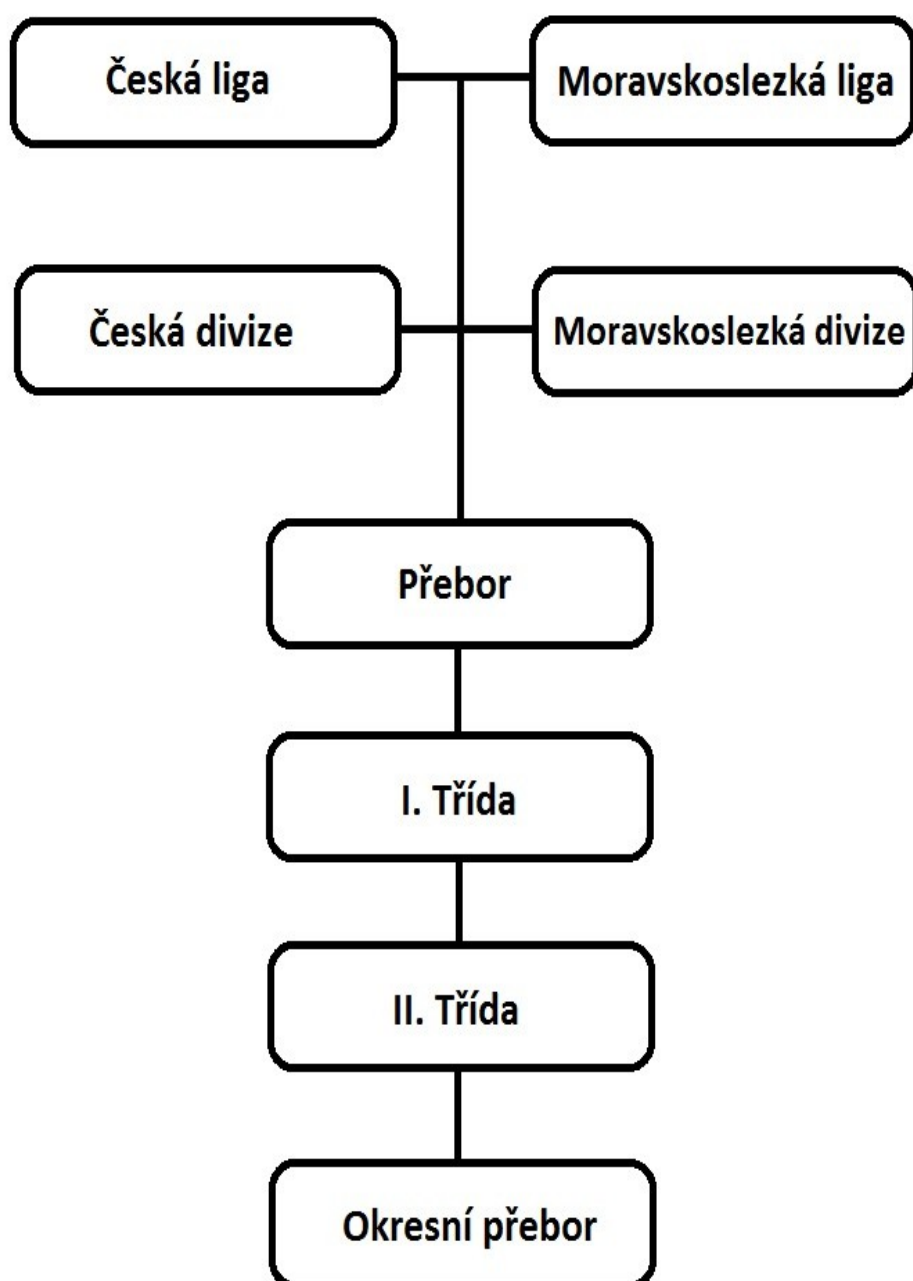 Česká liga
Moravskoslezká liga
Česká divize
Moravskoslezká divize
Přebor
I. Třída
II. Třída
Okresní přebor